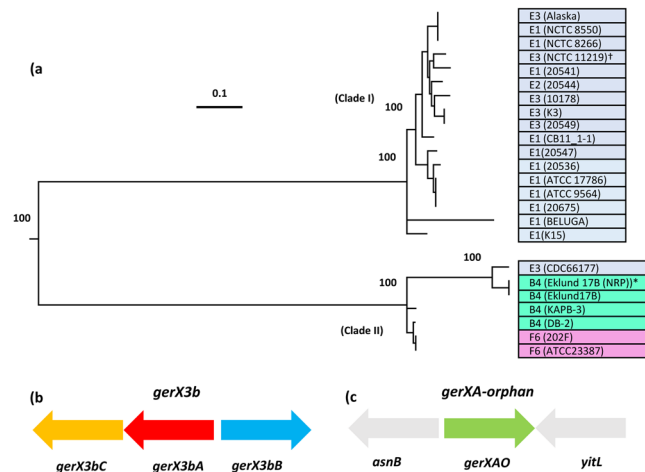 (a
0.1
(Clade I)
100
100
100
100
100
(Clade II)
E3 (Alaska)
E1 (NCTC 8550)
E1 (NCTC 8266)
E3 (NCTC 11219)†
E1 (20541)
E2 (20544)
E3 (10178)
E3 (K3)
E3 (20549)
E1 (CB11_1-1)
E1(20547)
E1 (20536)
E1 (ATCC 17786)
E1 (ATCC 9564)
E1 (20675)
E1 (BELUGA)
E1(K15)
E3 (CDC66177)
B4 (Eklund 17B (NRP))*
B4 (Eklund17B)
B4 (KAPB-3)
B4 (DB-2)
F6 (202F)
F6 (ATCC23387)
(b
gerX3b
gerX3bC gerX3bA gerX3bB
(c
gerXA-orphan
asnB gerXAO yitL